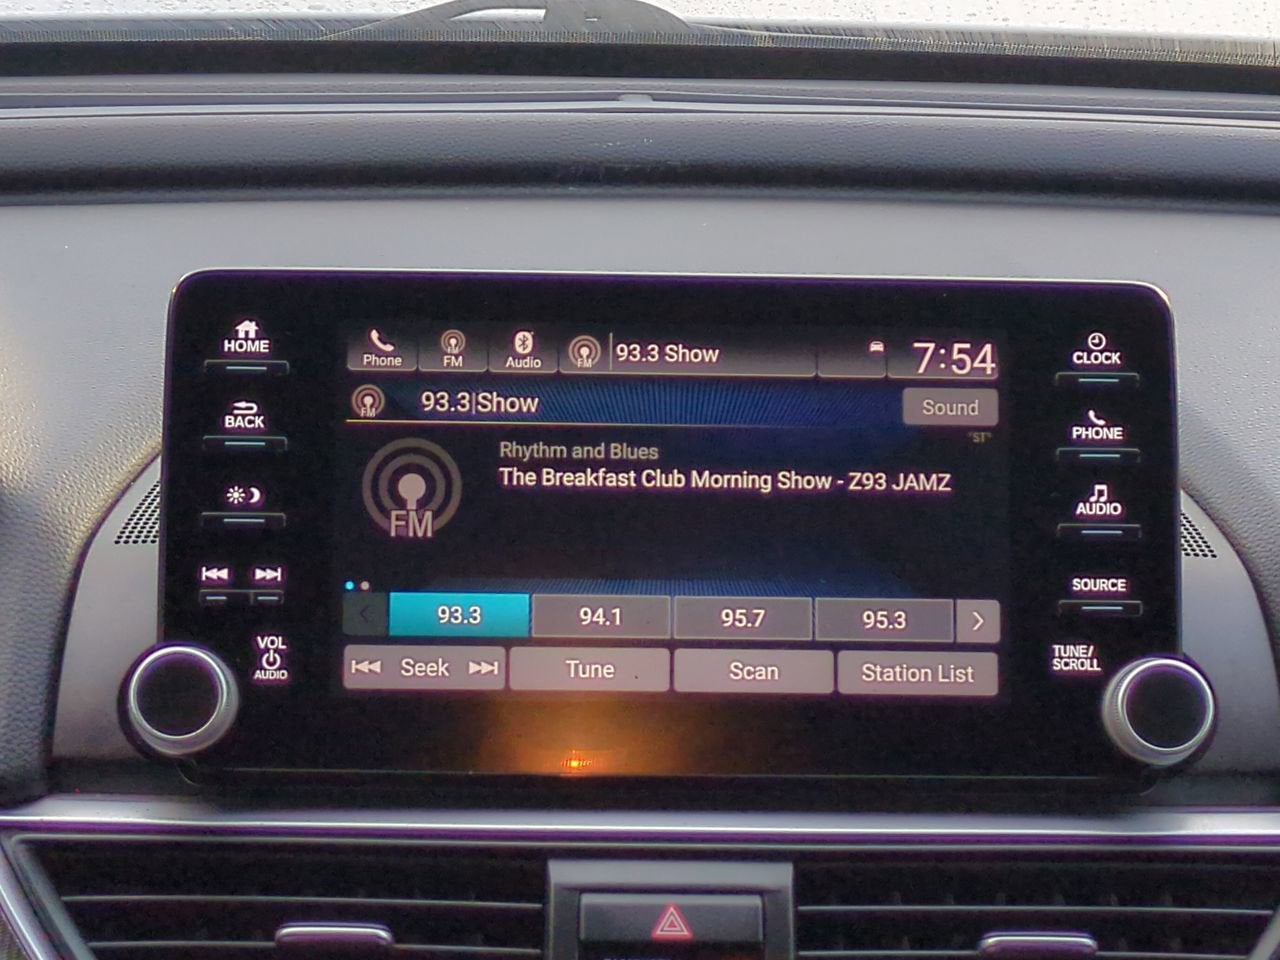 HOME
Phone
FM
Audio
FM
93.3 Show
7:54
CLOCK
BACK
FM
93.3|Show
Sound
PHONE
"ST"
Rhythm and Blues
The Breakfast Club Morning Show - Z93 JAMZ
FM
AUDIO
SOURCE
93.3
94.1
95.7
95.3
VOL
AUDIO
Seek
Tune
Scan
Station List
TUNE/
SCROLL